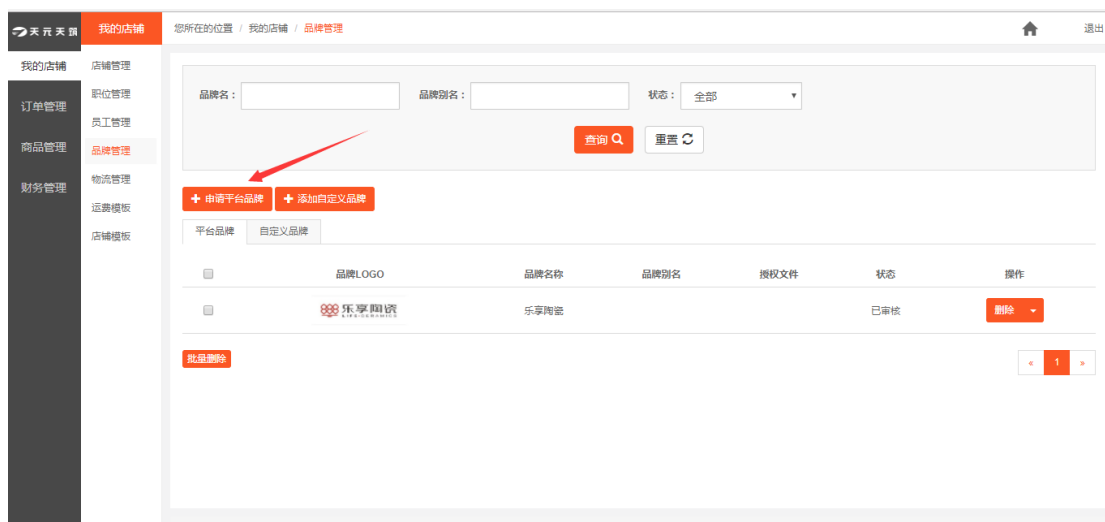 天元天筑 我的店铺 您所在的位置 / 我的店铺 / 品牌管理 退出
我的店铺 店铺管理
职位管理
订单管理
员工管理
商品管理 品牌管理
物流管理
财务管理
运费模板
店铺模板
品牌名： 品牌别名： 状态： 全部
查询 重置
申请平台品牌 添加自定义品牌
平台品牌 自定义品牌
品牌LOGO 品牌名称 品牌别名 授权文件 状态 操作
乐享陶瓷 乐享陶瓷 已审核 删除
LIFE·CERAMICS
批量删除 « 1 »